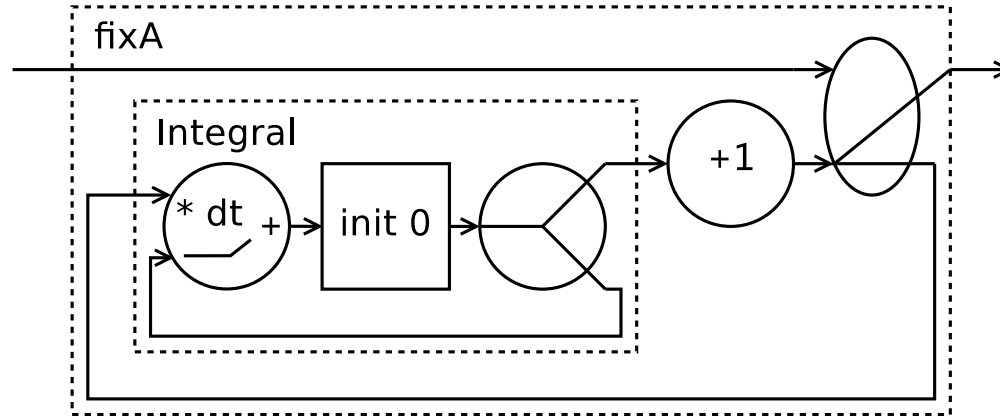 fixA
Integral
+1
* dt
+
init 0